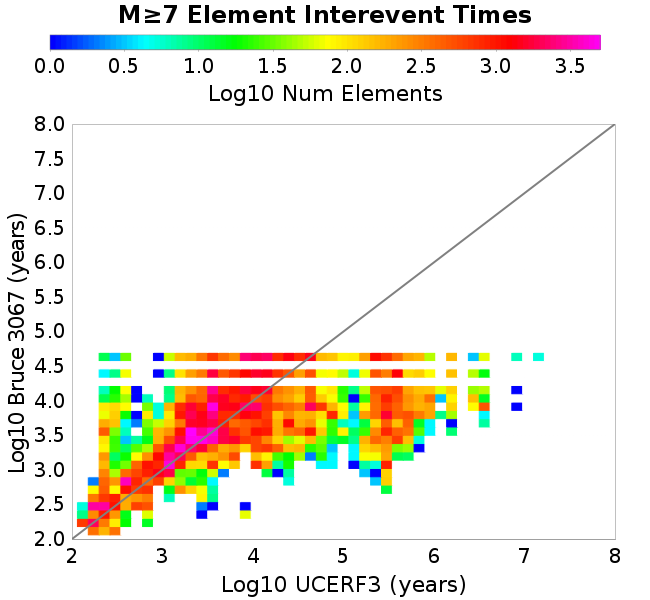 M≥7 Element Interevent Times
0.0 0.5 1.0 1.5 2.0 2.5 3.0 3.5
Log10 Num Elements
8.0
7.5
7.0
6.5
6.0
5.5
5.0
4.5
4.0
3.5
3.0
2.5
2.0
Log10 Bruce 3067 (years)
2 3 4 5 6 7 8
Log10 UCERF3 (years)